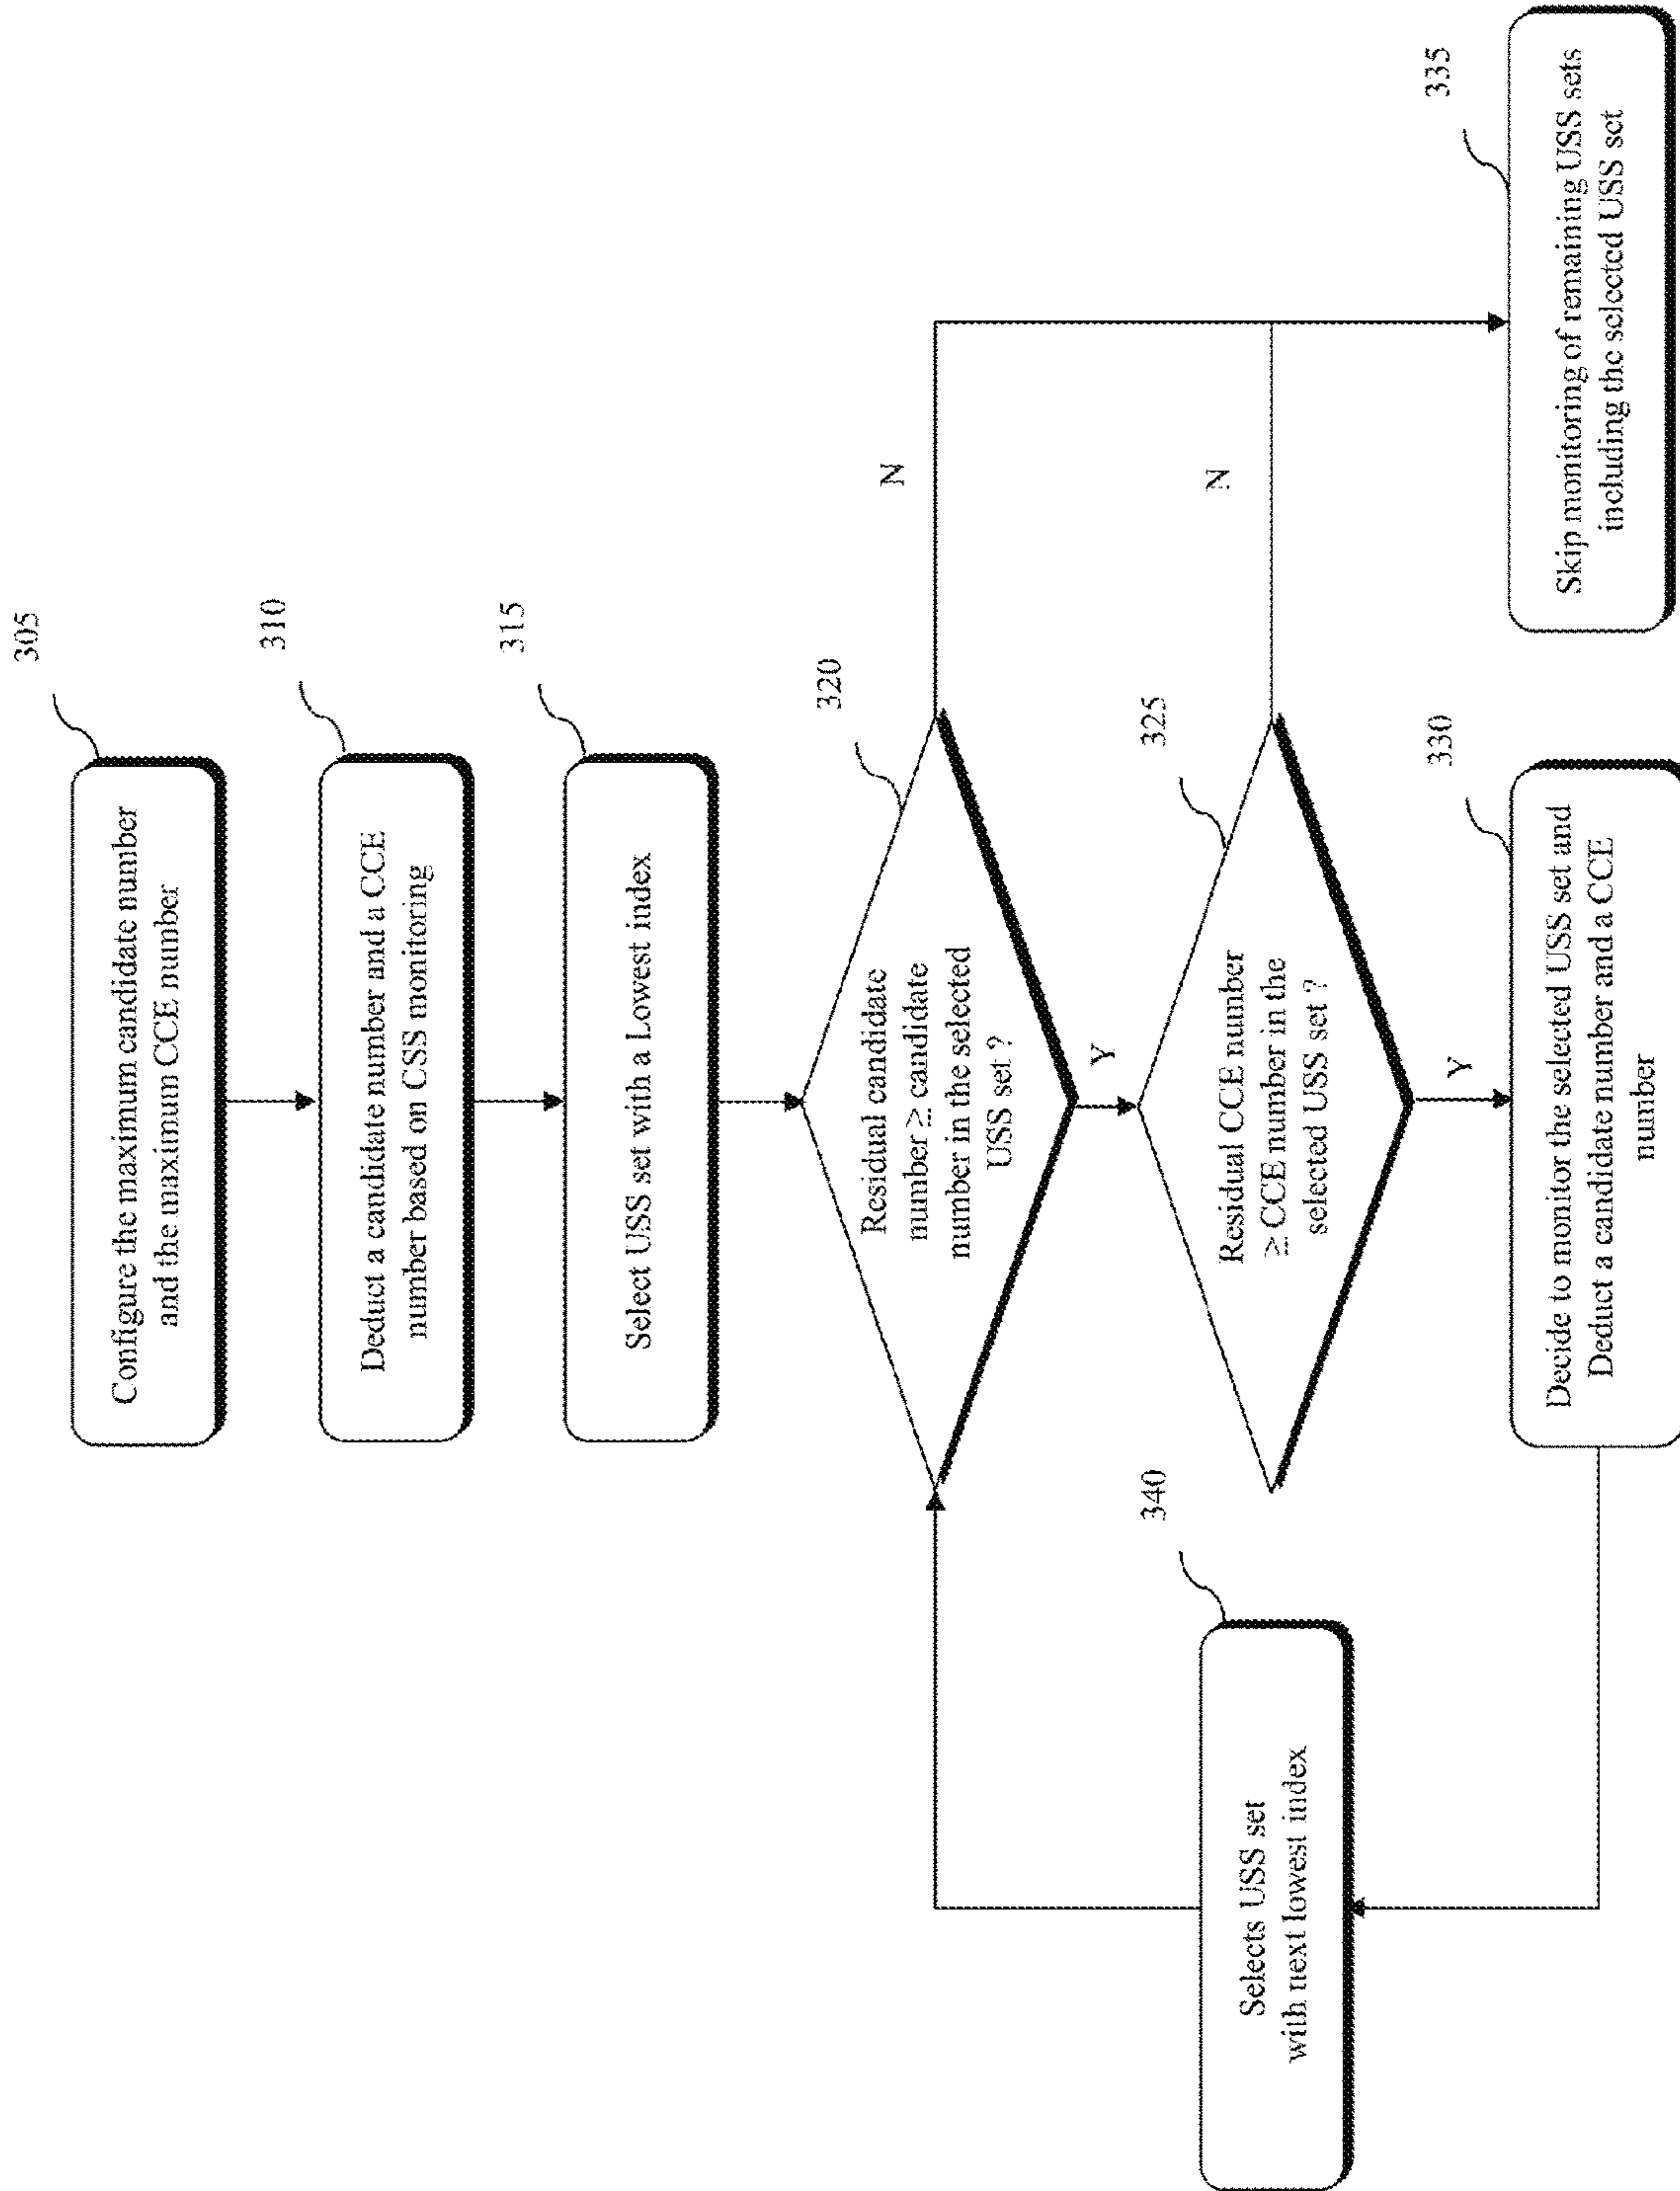 305
Configure the maximum candidate number
and the maximum CCE number
310
Deduct a candidate number and a CCE
number based on CSS monitoring
315
Select USS set with a Lowest index
320
Residual candidate
number ≥ candidate
number in the selected
USS set ?
N
Y
325
Residual CCE number
≥ CCE number in the
selected USS set ?
N
Y
330
Decide to monitor the selected USS set and
Deduct a candidate number and a CCE
number
335
Skip monitoring of remaining USS sets
including the selected USS set
340
Selects USS set
with next lowest index